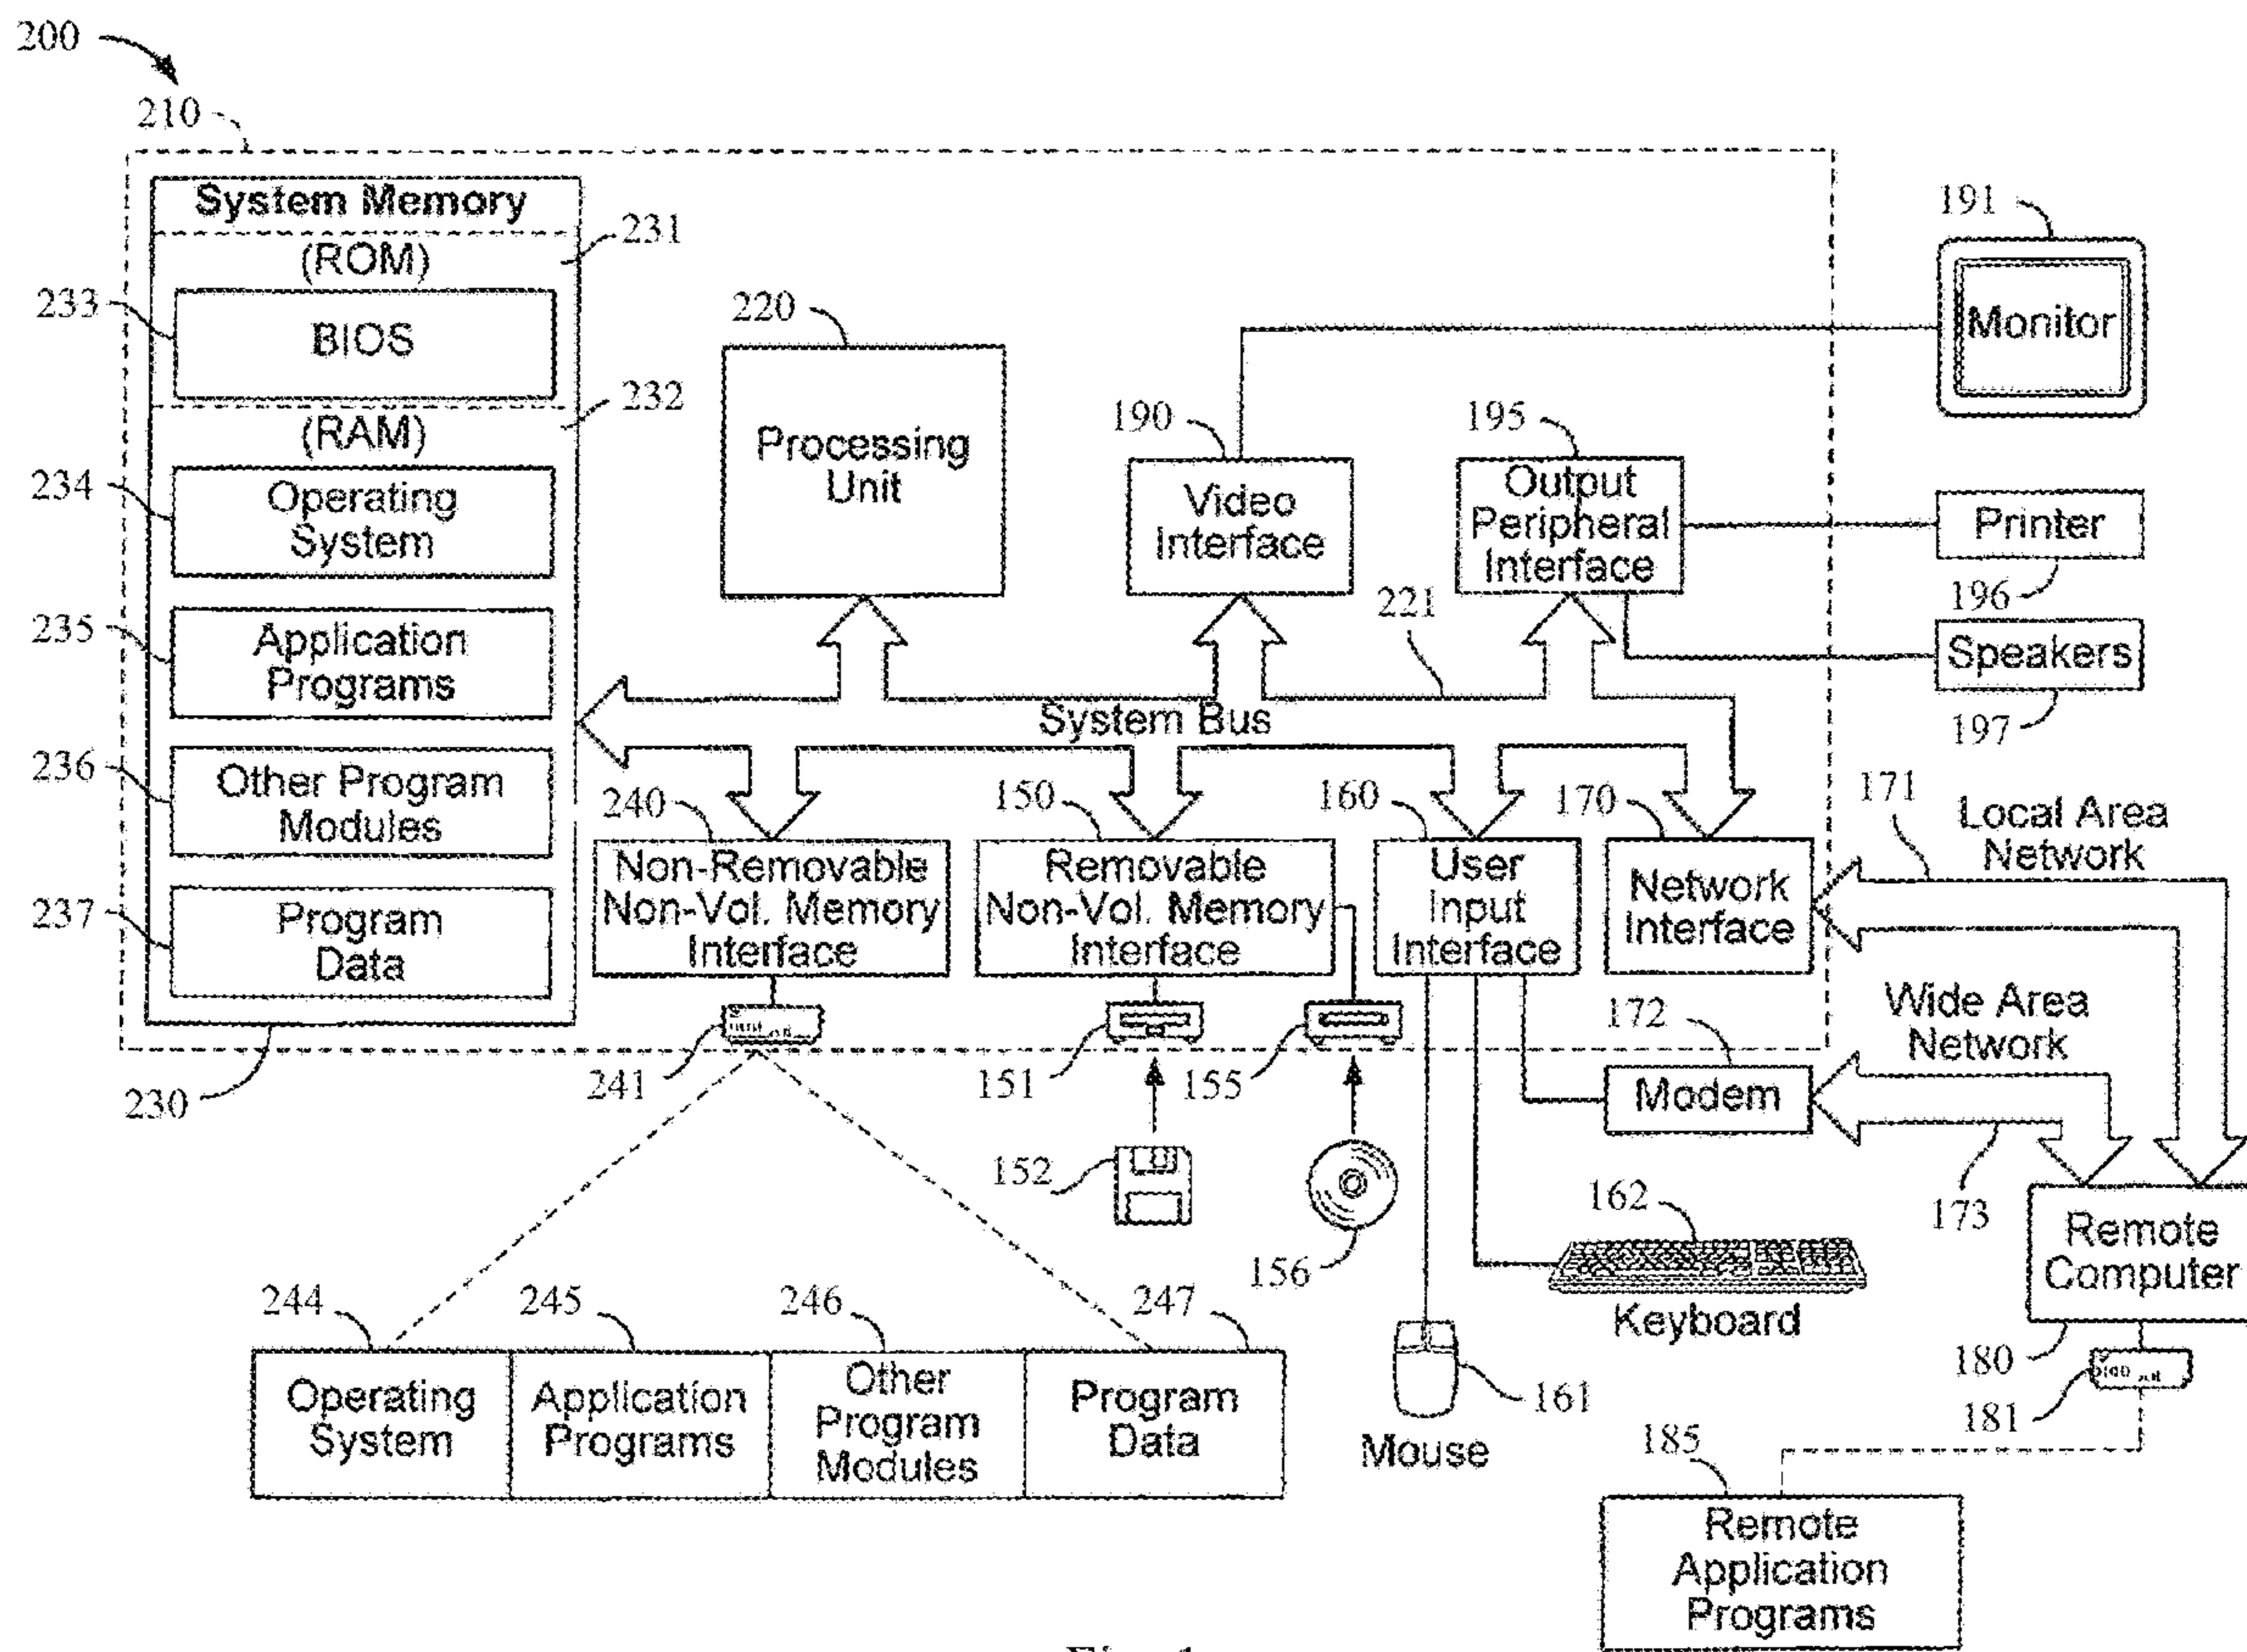 200
210
System Memory
(ROM)
231
233
BIOS
232
(RAM)
234
Operating
System
235
Application
Programs
236
Other Program
Modules
237
Program
Data
230
220
Processing
Unit
190
Video
Interface
195
Output
Peripheral
Interface
221
System Bus
191
Monitor
Printer
196
Speakers
197
240
Non-Removable
Non-Vol. Memory
Interface
150
Removable
Non-Vol. Memory
Interface
160
User
Input
Interface
170
Network
Interface
171
Local Area
Network
241
151
155
152
156
172
Modem
Wide Area
Network
173
162
Keyboard
161
Mouse
Remote
Computer
180
181
185
Remote
Application
Programs
244
Operating
System
245
Application
Programs
246
Other
Program
Modules
247
Program
Data